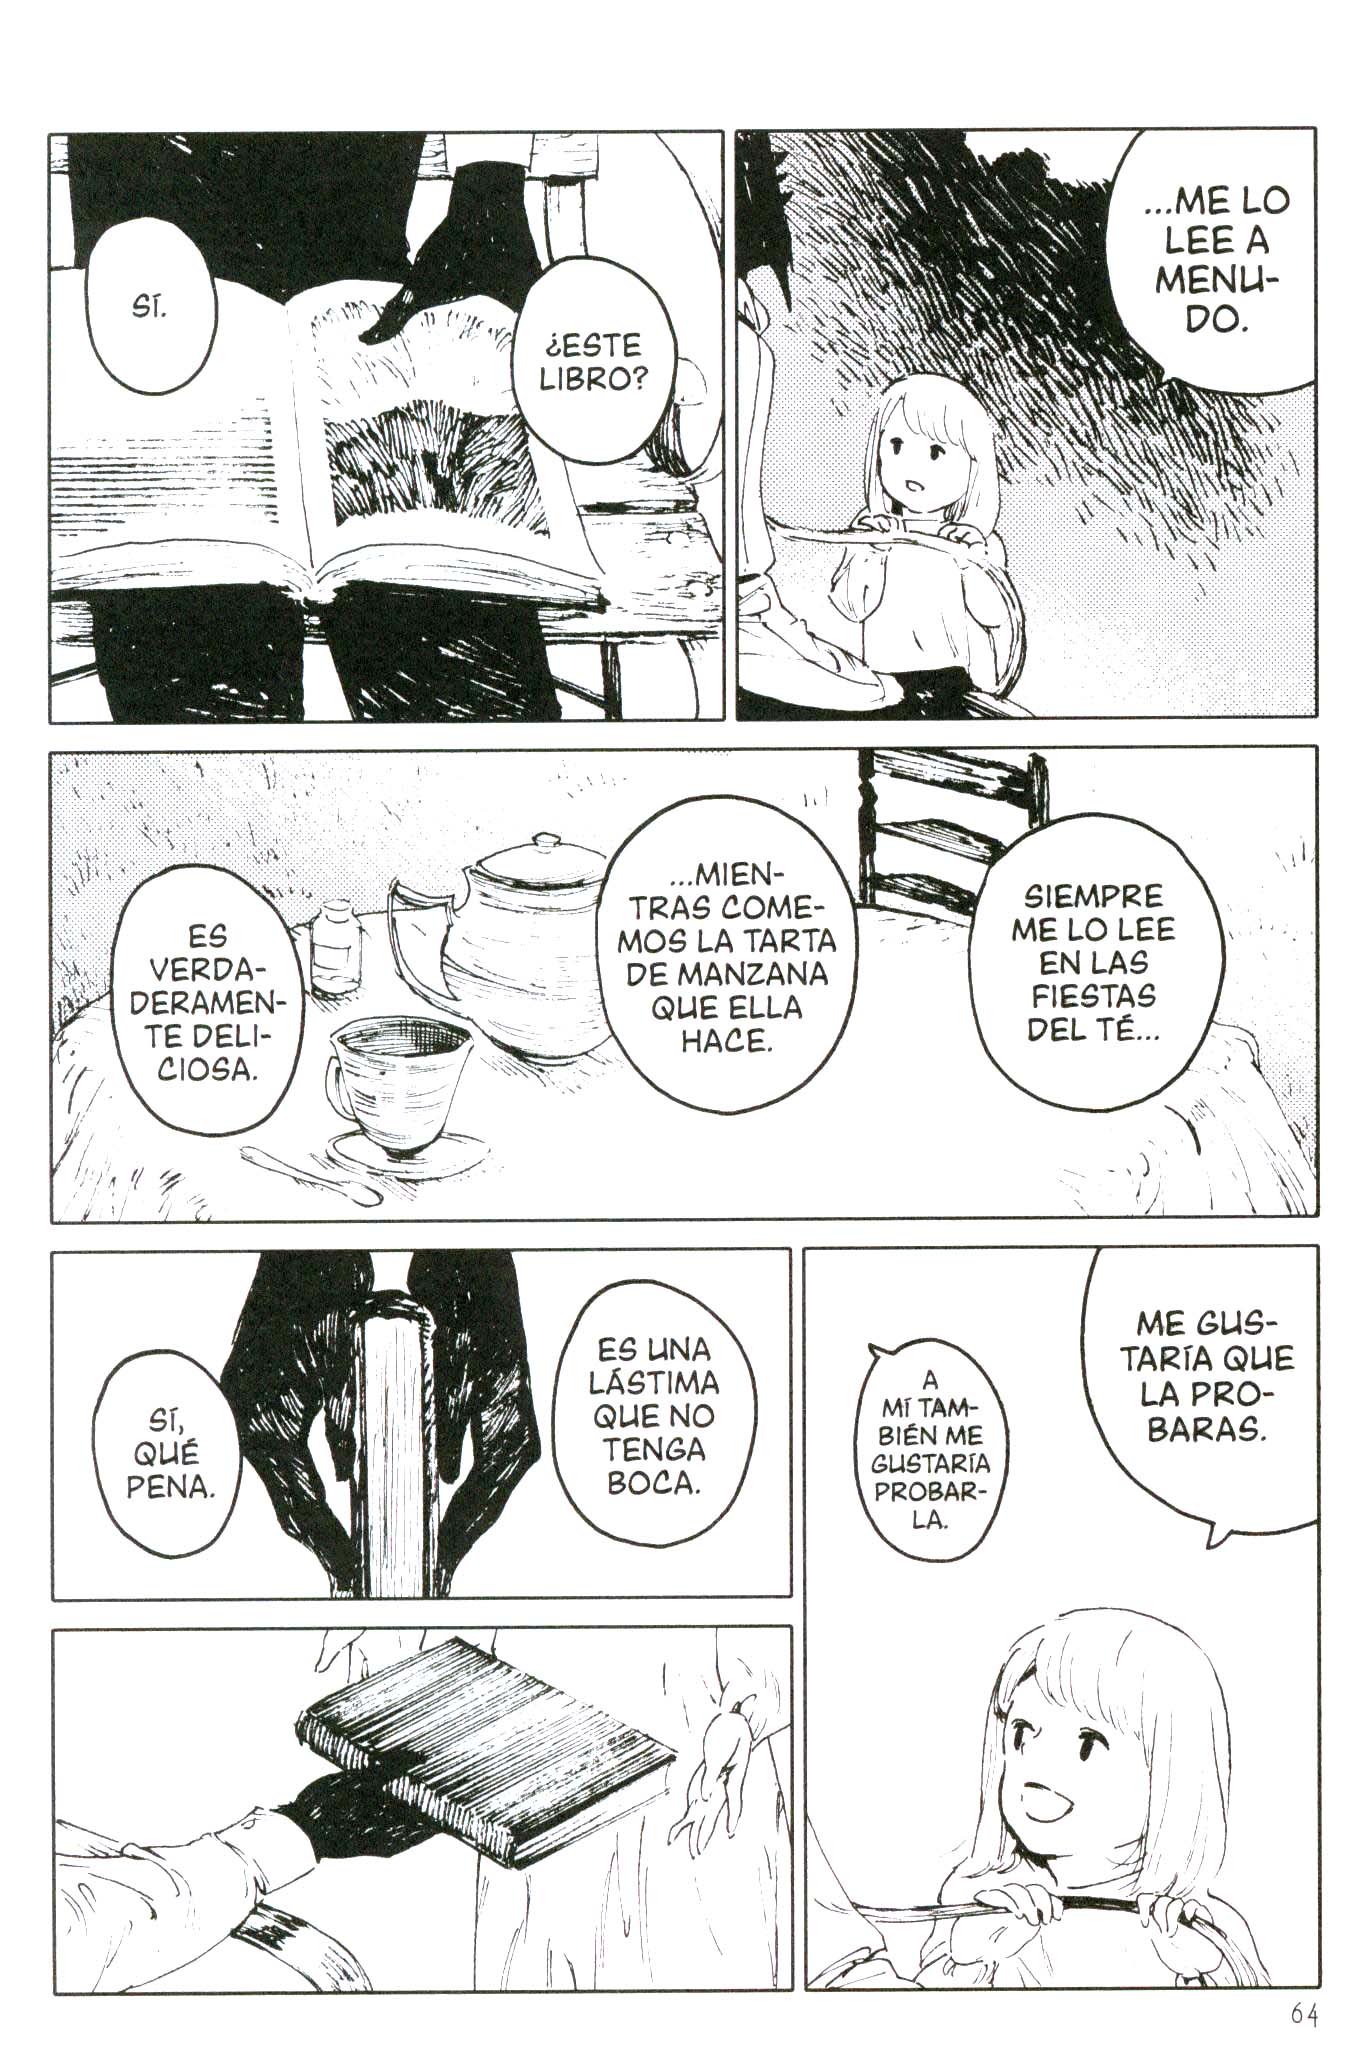 ...ME LO
LEE A
MENU-
DO.
¿ESTE
LIBRO?
SÍ.
SIEMPRE
ME LO LEE
EN LAS
FIESTAS
DEL TÉ...
...MIEN-
TRAS COME-
MOS LA TARTA
DE MANZANA
QUE ELLA
HACE.
ES
VERDA-
DERAMEN-
TE DELI-
CIOSA.
ME GUS-
TARÍA QUE
LA PRO-
BARAS.
A
MÍ TAM-
BIÉN ME
GUSTARÍA
PROBAR-
LA.
ES UNA
LÁSTIMA
QUE NO
TENGA
BOCA.
SÍ,
QUÉ
PENA.
64